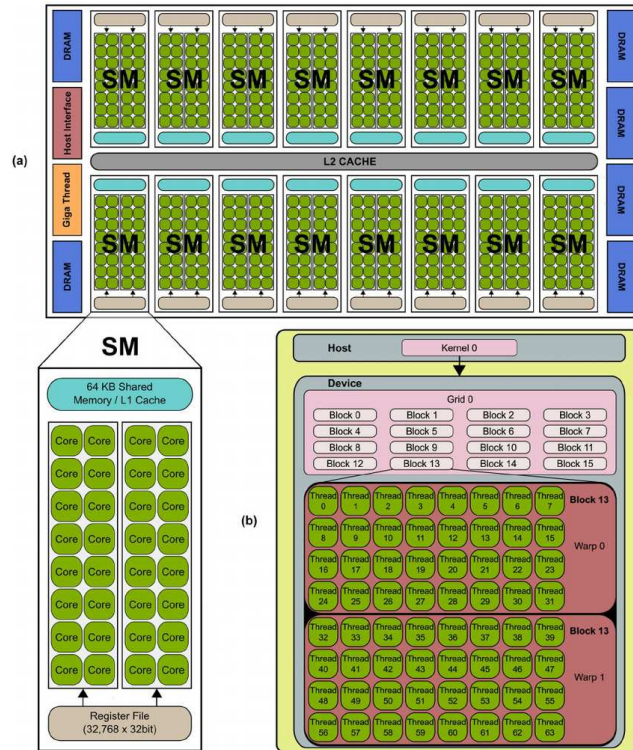 (a)
DRAM
Host Interface
Giga Thread
DRAM
SM
SM
SM
SM
SM
SM
SM
SM
L2 CACHE
SM
SM
SM
SM
SM
SM
SM
SM
DRAM
DRAM
DRAM
DRAM
SM
64 KB Shared
Memory / L1 Cache
Core Core Core Core
Core Core Core Core
Core Core Core Core
Core Core Core Core
Core Core Core Core
Core Core Core Core
Core Core Core Core
Core Core Core Core
Register File
(32,768 x 32bit)
(b)
Host
Kernel 0
Device
Grid 0
Block 0 Block 1 Block 2 Block 3
Block 4 Block 5 Block 6 Block 7
Block 8 Block 9 Block 10 Block 11
Block 12 Block 13 Block 14 Block 15
Block 13
Warp 0
Thread Thread Thread Thread Thread Thread Thread Thread
0 1 2 3 4 5 6 7
Thread Thread Thread Thread Thread Thread Thread Thread
8 9 10 11 12 13 14 15
Thread Thread Thread Thread Thread Thread Thread Thread
16 17 18 19 20 21 22 23
Thread Thread Thread Thread Thread Thread Thread Thread
24 25 26 27 28 29 30 31
Block 13
Warp 1
Thread Thread Thread Thread Thread Thread Thread Thread
32 33 34 35 36 37 38 39
Thread Thread Thread Thread Thread Thread Thread Thread
40 41 42 43 44 45 46 47
Thread Thread Thread Thread Thread Thread Thread Thread
48 49 50 51 52 53 54 55
Thread Thread Thread Thread Thread Thread Thread Thread
56 57 58 59 60 61 62 63